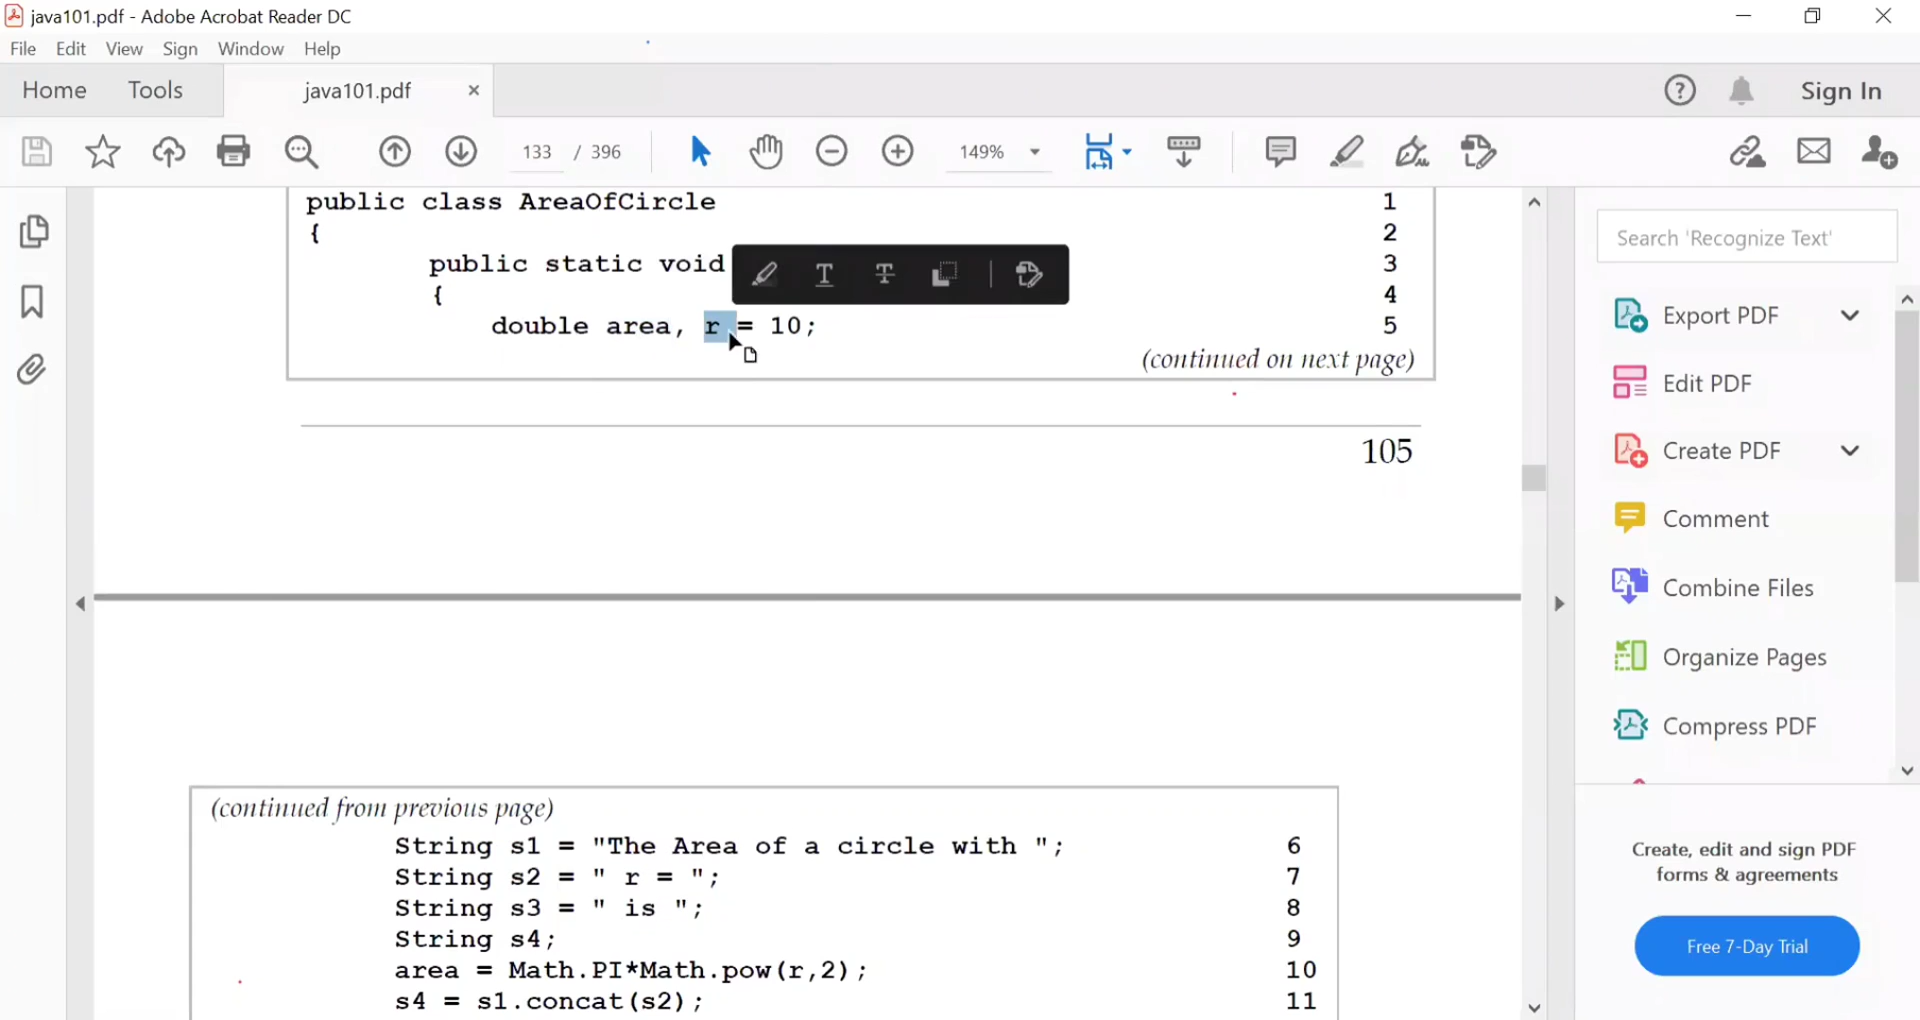 java101.pdf - Adobe Acrobat Reader DC
File Edit View Sign Window Help
Home Tools java101.pdf × Sign In
133 / 396 149%
public class AreaOfCircle 1
{ 2
public static void 3
{ 4
double area, r = 10; 5
(continued on next page)
105
(continued from previous page)
String s1 = "The Area of a circle with "; 6
String s2 = " r = "; 7
String s3 = " is "; 8
String s4; 9
area = Math.PI*Math.pow(r,2); 10
s4 = s1.concat(s2); 11
Search 'Recognize Text'
Export PDF
Edit PDF
Create PDF
Comment
Combine Files
Organize Pages
Compress PDF
Create, edit and sign PDF
forms & agreements
Free 7-Day Trial